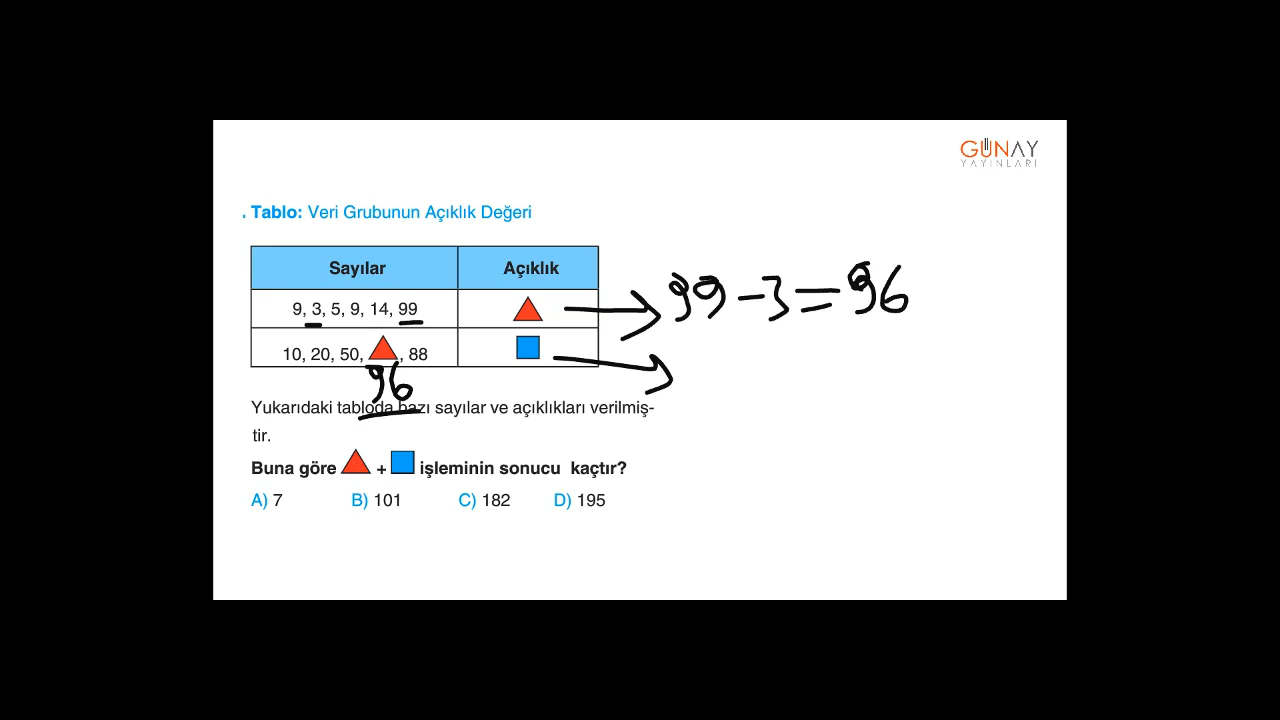 GÜNAY
YAYINLARI
. Tablo: Veri Grubunun Açıklık Değeri
Sayılar Açıklık
9, 3, 5, 9, 14, 99
99-3=96
10, 20, 50, , 88
96
Yukarıdaki tabloda bazı sayılar ve açıklıkları verilmiş-
tir.
Buna göre + işleminin sonucu kaçtır?
A) 7 B) 101 C) 182 D) 195